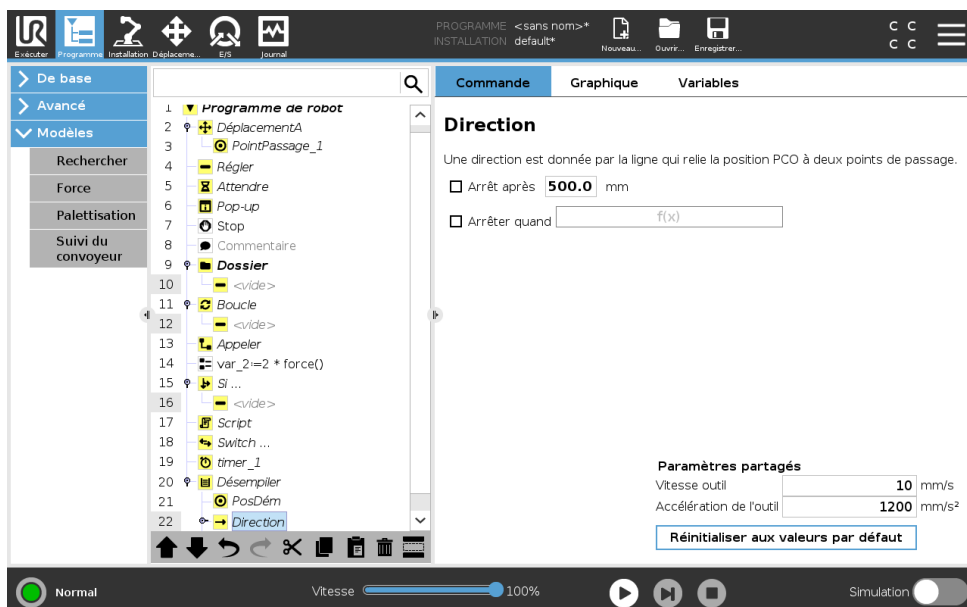 PROGRAMME <sans nom>*
INSTALLATION default*
Exécuter Programme Installation Déplaceme... E/S Journal
Nouveau... Ouvrir... Enregistrer...
C C
C C
De base
Avancé
Modèles
Rechercher
Force
Palettisation
Suivi du
convoyeur
1 Programme de robot
2 DéplacementA
3 PointPassage_1
4 Régler
5 Attendre
6 Pop-up
7 Stop
8 Commentaire
9 Dossier
10 <vide>
11 Boucle
12 <vide>
13 Appeler
14 var_2:=2 * force()
15 Si ...
16 <vide>
17 Script
18 Switch ...
19 timer_1
20 Désempiler
21 PosDém
22 Direction
Commande Graphique Variables
Direction
Une direction est donnée par la ligne qui relie la position PCO à deux points de passage.
Arrêt après 500.0 mm
Arrêter quand f(x)
Paramètres partagés
Vitesse outil 10 mm/s
Accélération de l'outil 1200 mm/s²
Réinitialiser aux valeurs par défaut
Normal
Vitesse 100%
Simulation